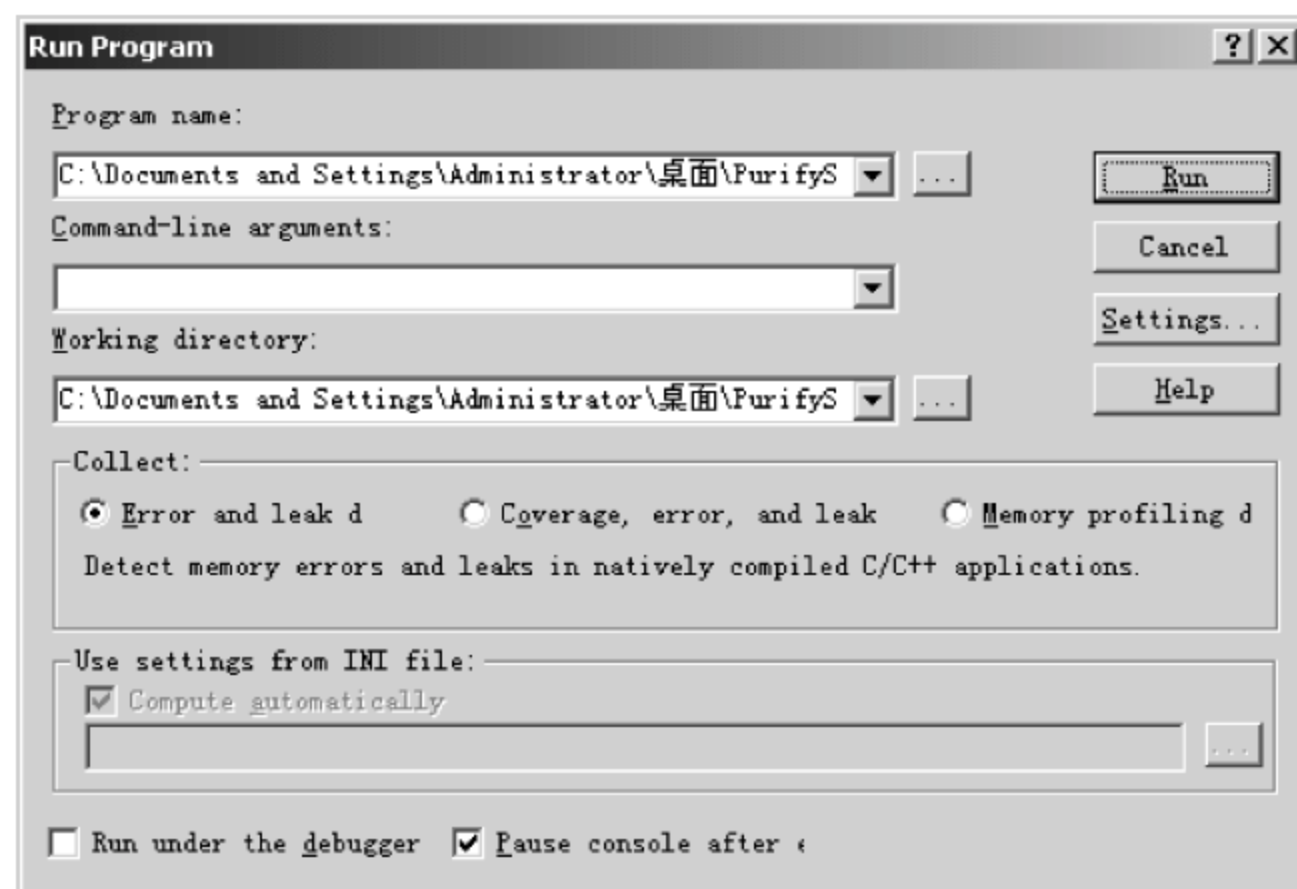 Run Program
Program name:
C:\Documents and Settings\Administrator\桌面\PurifyS
...
Run
Command-line arguments:
Cancel
Settings...
Working directory:
C:\Documents and Settings\Administrator\桌面\PurifyS
...
Help
Collect:
Error and leak d Coverage, error, and leak Memory profiling d
Detect memory errors and leaks in natively compiled C/C++ applications.
Use settings from INI file:
Compute automatically
...
Run under the debugger Pause console after